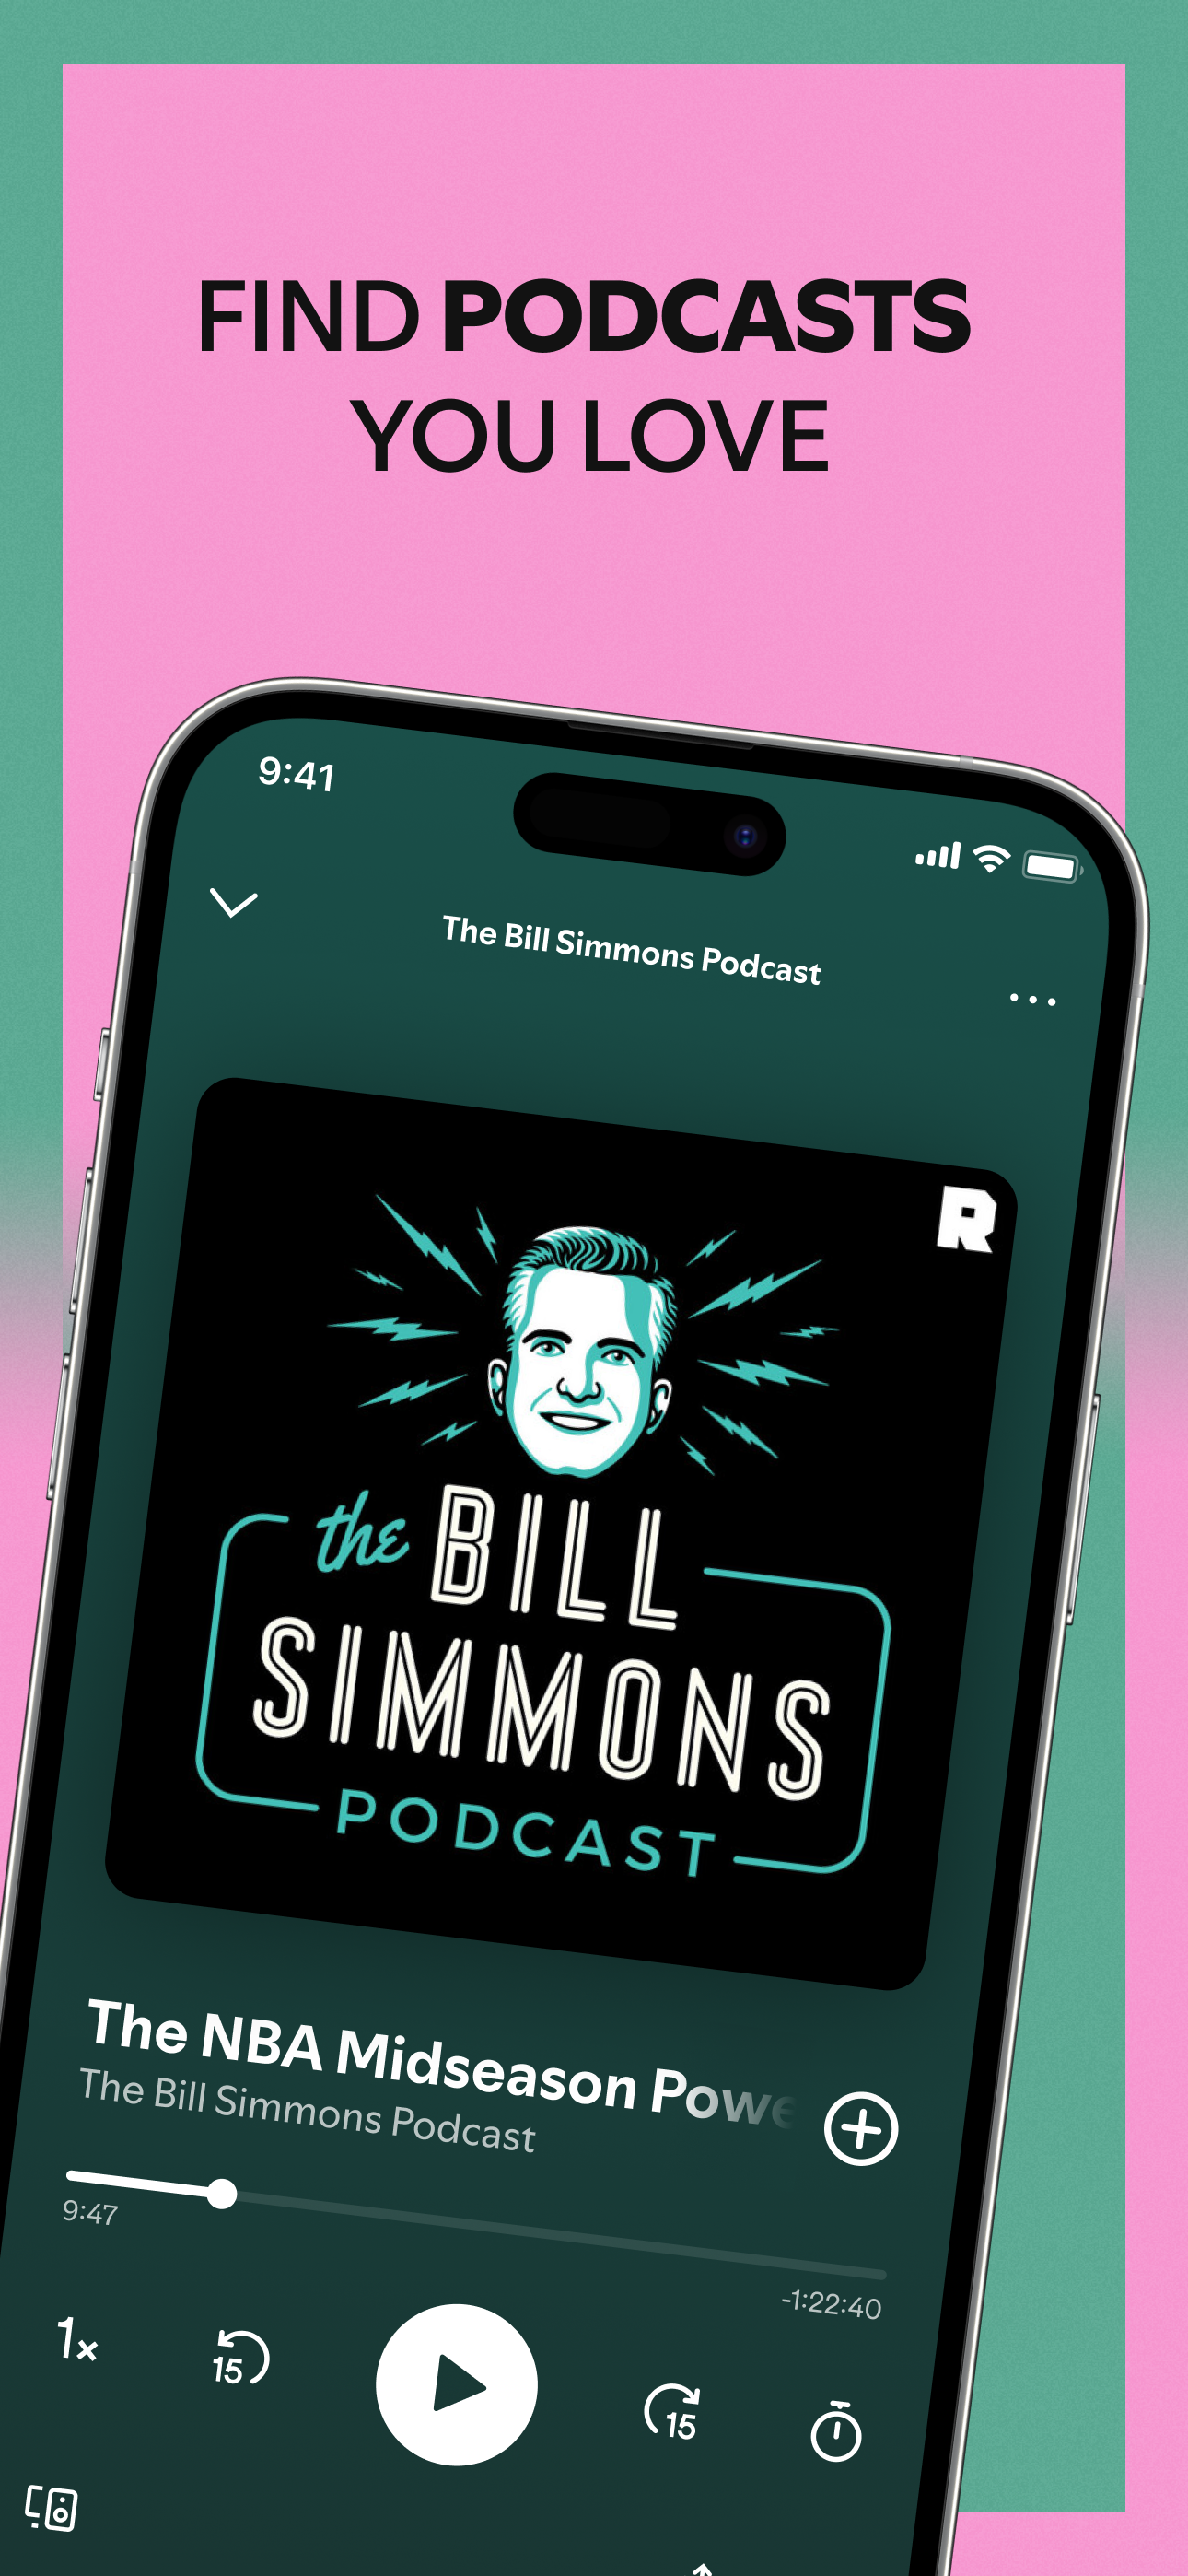 FIND PODCASTS
YOU LOVE
9:41
The Bill Simmons Podcast
R
the BILL
SIMMONS
PODCAST
The NBA Midseason Powe
The Bill Simmons Podcast
9:47
-1:22:40
1x
15
15